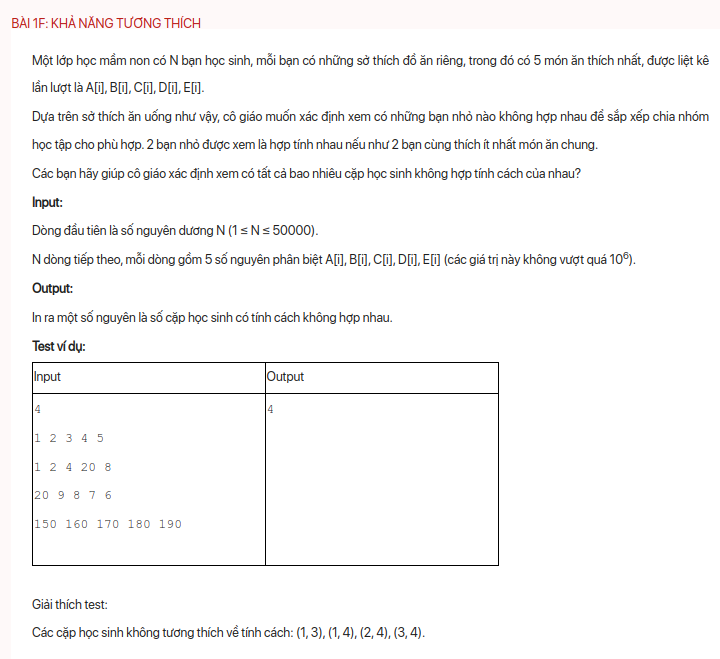 BÀI 1F: KHẢ NĂNG TƯƠNG THÍCH
Một lớp học mầm non có N bạn học sinh, mỗi bạn có những sở thích đồ ăn riêng, trong đó có 5 món ăn thích nhất, được liệt kê
lần lượt là A[i], B[i], C[i], D[i], E[i].
Dựa trên sở thích ăn uống như vậy, cô giáo muốn xác định xem có những bạn nhỏ nào không hợp nhau để sắp xếp chia nhóm
học tập cho phù hợp. 2 bạn nhỏ được xem là hợp tính nhau nếu như 2 bạn cùng thích ít nhất món ăn chung.
Các bạn hãy giúp cô giáo xác định xem có tất cả bao nhiêu cặp học sinh không hợp tính cách của nhau?
Input:
Dòng đầu tiên là số nguyên dương N (1 ≤ N ≤ 50000).
N dòng tiếp theo, mỗi dòng gồm 5 số nguyên phân biệt A[i], B[i], C[i], D[i], E[i] (các giá trị này không vượt quá 10⁶).
Output:
In ra một số nguyên là số cặp học sinh có tính cách không hợp nhau.
Test ví dụ:
Input Output
4 4
1 2 3 4 5
1 2 4 20 8
20 9 8 7 6
150 160 170 180 190
Giải thích test:
Các cặp học sinh không tương thích về tính cách: (1, 3), (1, 4), (2, 4), (3, 4).